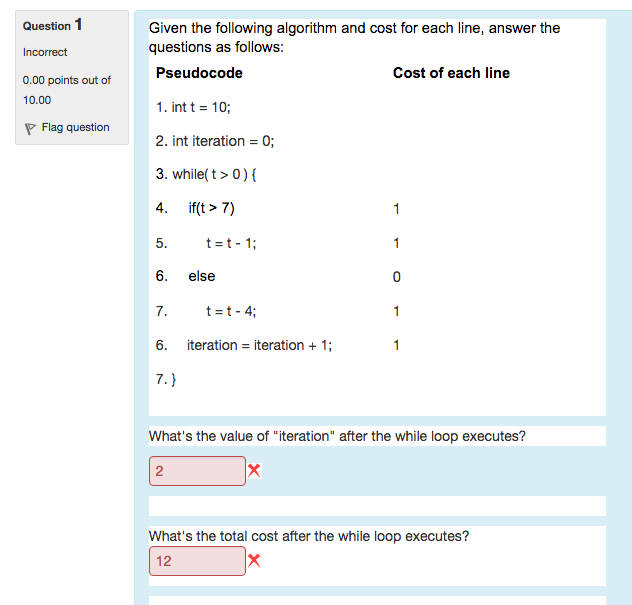 Question 1
Incorrect
0.00 points out of
10.00
Flag question
Given the following algorithm and cost for each line, answer the
questions as follows:
Pseudocode Cost of each line
1. int t = 10;
2. int iteration = 0;
3. while( t > 0 ) {
4. if(t > 7) 1
5. t = t - 1; 1
6. else 0
7. t = t - 4; 1
6. iteration = iteration + 1; 1
7. }
What's the value of "iteration" after the while loop executes?
2
What's the total cost after the while loop executes?
12